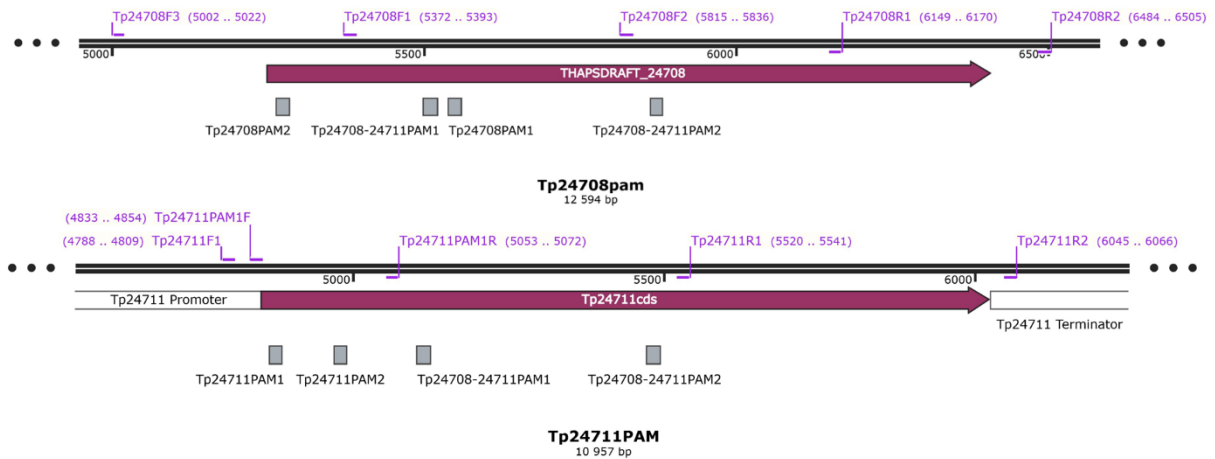 Tp24708F3 (5002 .. 5022) Tp24708F1 (5372 .. 5393) Tp24708F2 (5815 .. 5836) Tp24708R1 (6149 .. 6170) Tp24708R2 (6484 .. 6505)
5000 5500 6000 6500
THAPSDRAFT_24708
Tp24708PAM2 Tp24708-24711PAM1 Tp24708PAM1 Tp24708-24711PAM2
Tp24708pam
12 594 bp
(4833 .. 4854) Tp24711PAM1F
(4788 .. 4809) Tp24711F1 Tp24711PAM1R (5053 .. 5072) Tp24711R1 (5520 .. 5541) Tp24711R2 (6045 .. 6066)
5000 5500 6000
Tp24711 Promoter Tp24711cds
Tp24711 Terminator
Tp24711PAM1 Tp24711PAM2 Tp24708-24711PAM1 Tp24708-24711PAM2
Tp24711PAM
10 957 bp